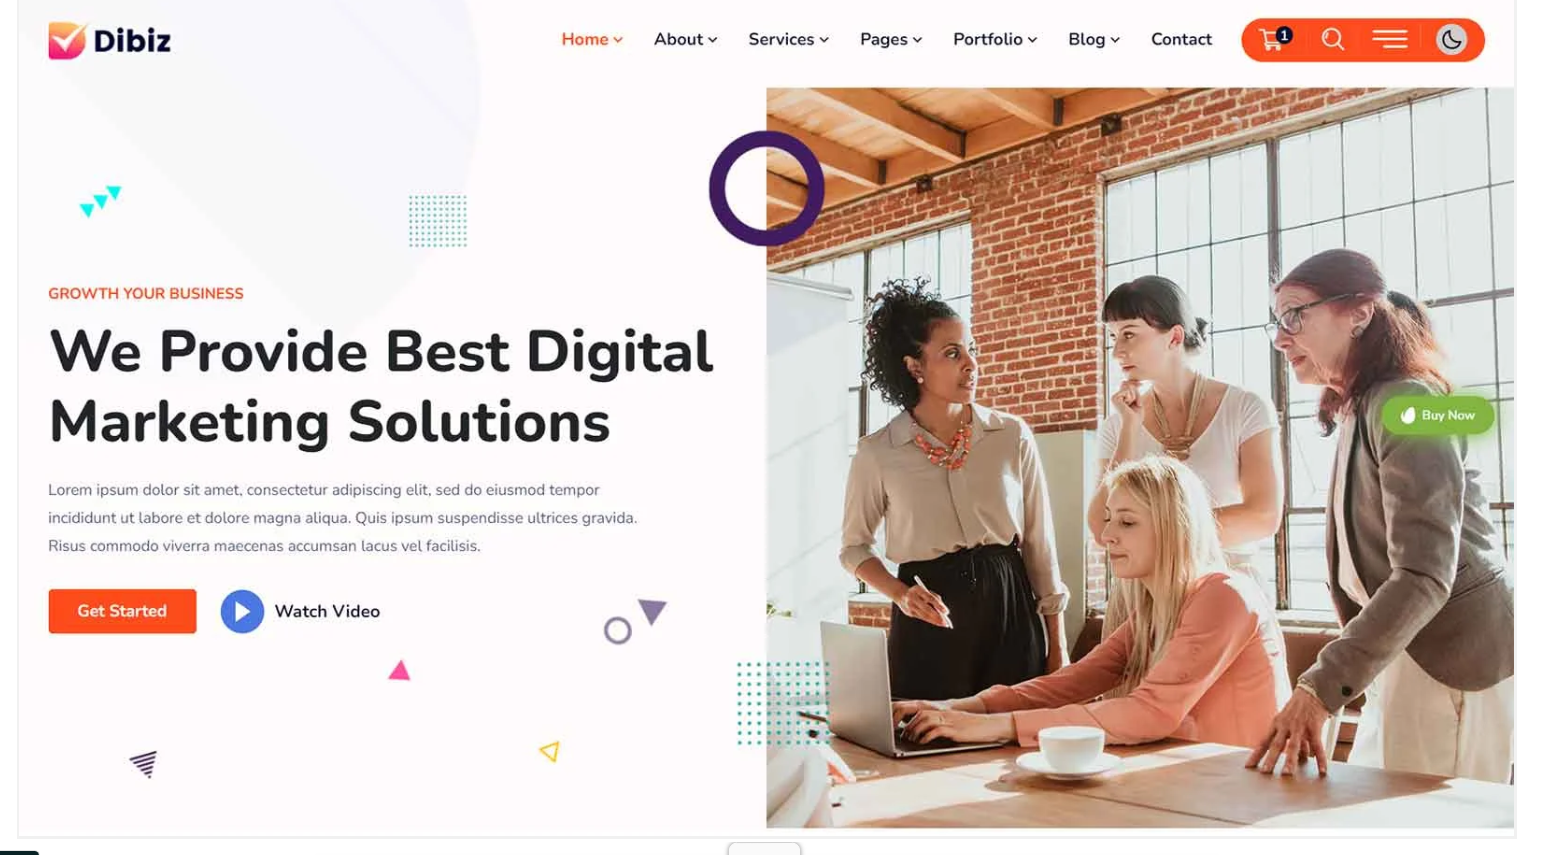 Dibiz
Home About Services Pages Portfolio Blog Contact 1
GROWTH YOUR BUSINESS
We Provide Best Digital
Marketing Solutions
Lorem ipsum dolor sit amet, consectetur adipiscing elit, sed do eiusmod tempor
incididunt ut labore et dolore magna aliqua. Quis ipsum suspendisse ultrices gravida.
Risus commodo viverra maecenas accumsan lacus vel facilisis.
Get Started Watch Video
Buy Now